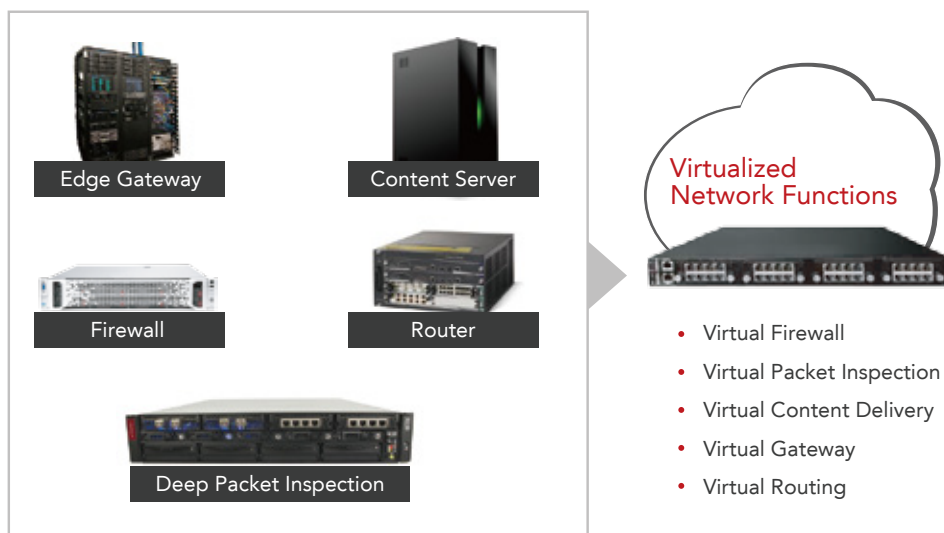 Edge Gateway
Content Server
Firewall
Router
Deep Packet Inspection
Virtualized
Network Functions
• Virtual Firewall
• Virtual Packet Inspection
• Virtual Content Delivery
• Virtual Gateway
• Virtual Routing